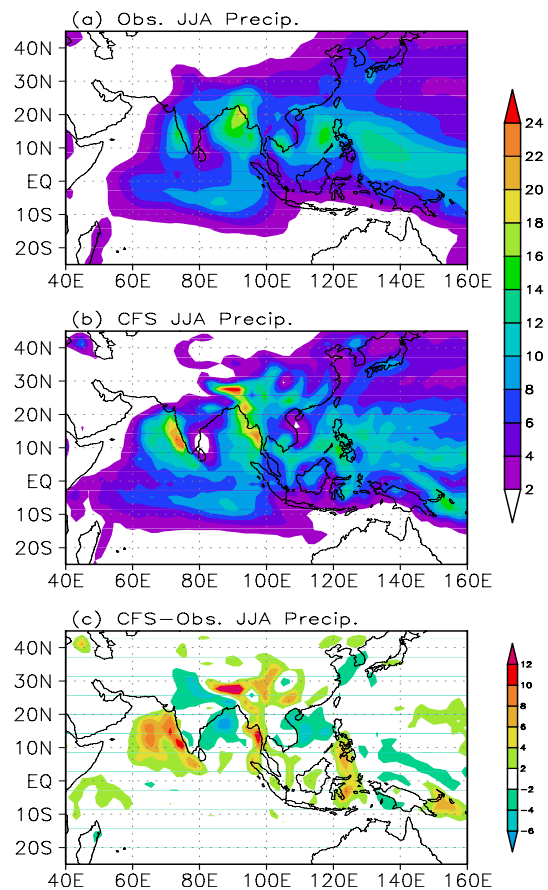 (a) Obs. JJA Precip.
40N
30N
20N
10N
EQ
10S
20S
40E 60E 80E 100E 120E 140E 160E
24
22
20
18
16
14
12
10
8
6
4
2
(b) CFS JJA Precip.
40N
30N
20N
10N
EQ
10S
20S
40E 60E 80E 100E 120E 140E 160E
(c) CFS-Obs. JJA Precip.
40N
30N
20N
10N
EQ
10S
20S
40E 60E 80E 100E 120E 140E 160E
12
10
8
6
4
2
-2
-4
-6